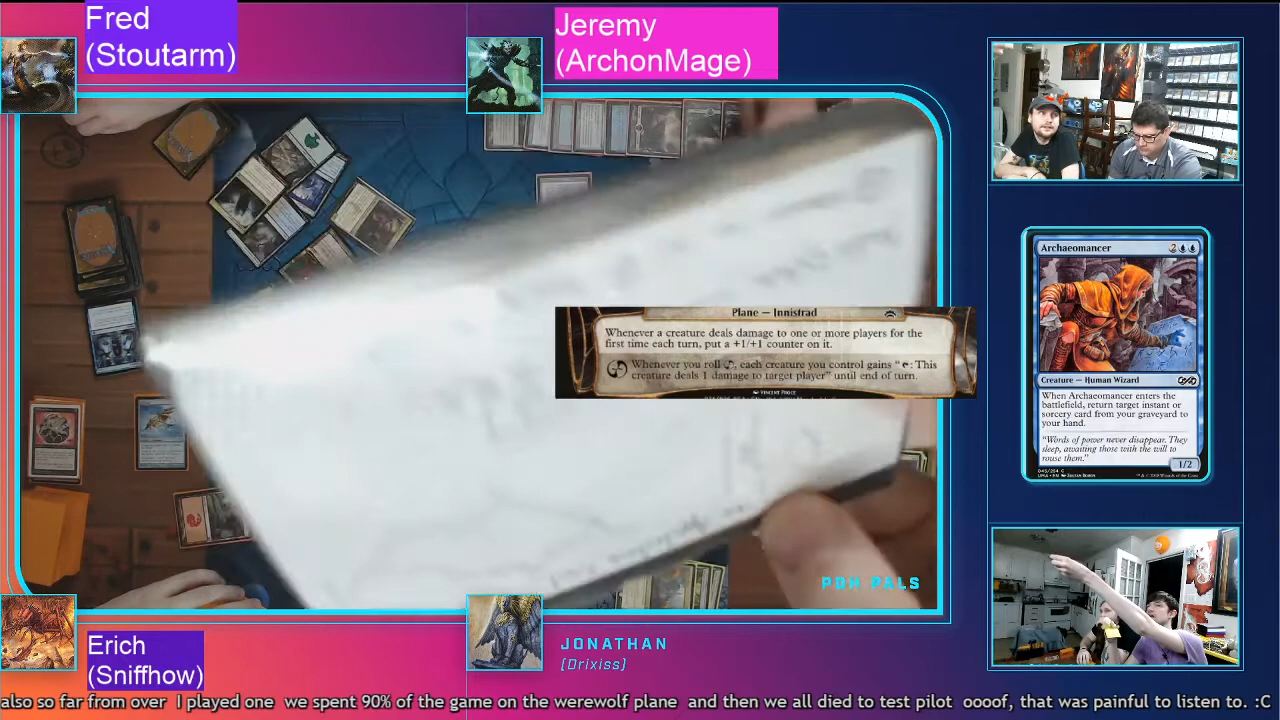 Fred
(Stoutarm)
Jeremy
(ArchonMage)
Plane — Innistrad
Whenever a creature deals damage to one or more players for the
first time each turn, put a +1/+1 counter on it.
Whenever you roll , each creature you control gains “ : This
creature deals 1 damage to target player” until end of turn.
VINCENT PROCE
Archaeomancer 2
Creature — Human Wizard
When Archaeomancer enters the
battlefield, return target instant or
sorcery card from your graveyard to
your hand.
“Words of power never disappear. They
sleep, awaiting those with the will to
rouse them.”
1/2
PDH PALS
Erich
(Sniffhow)
JONATHAN
(Drixiss)
also so far from over I played one we spent 90% of the game on the werewolf plane and then we all died to test pilot oooof, that was painful to listen to. :C